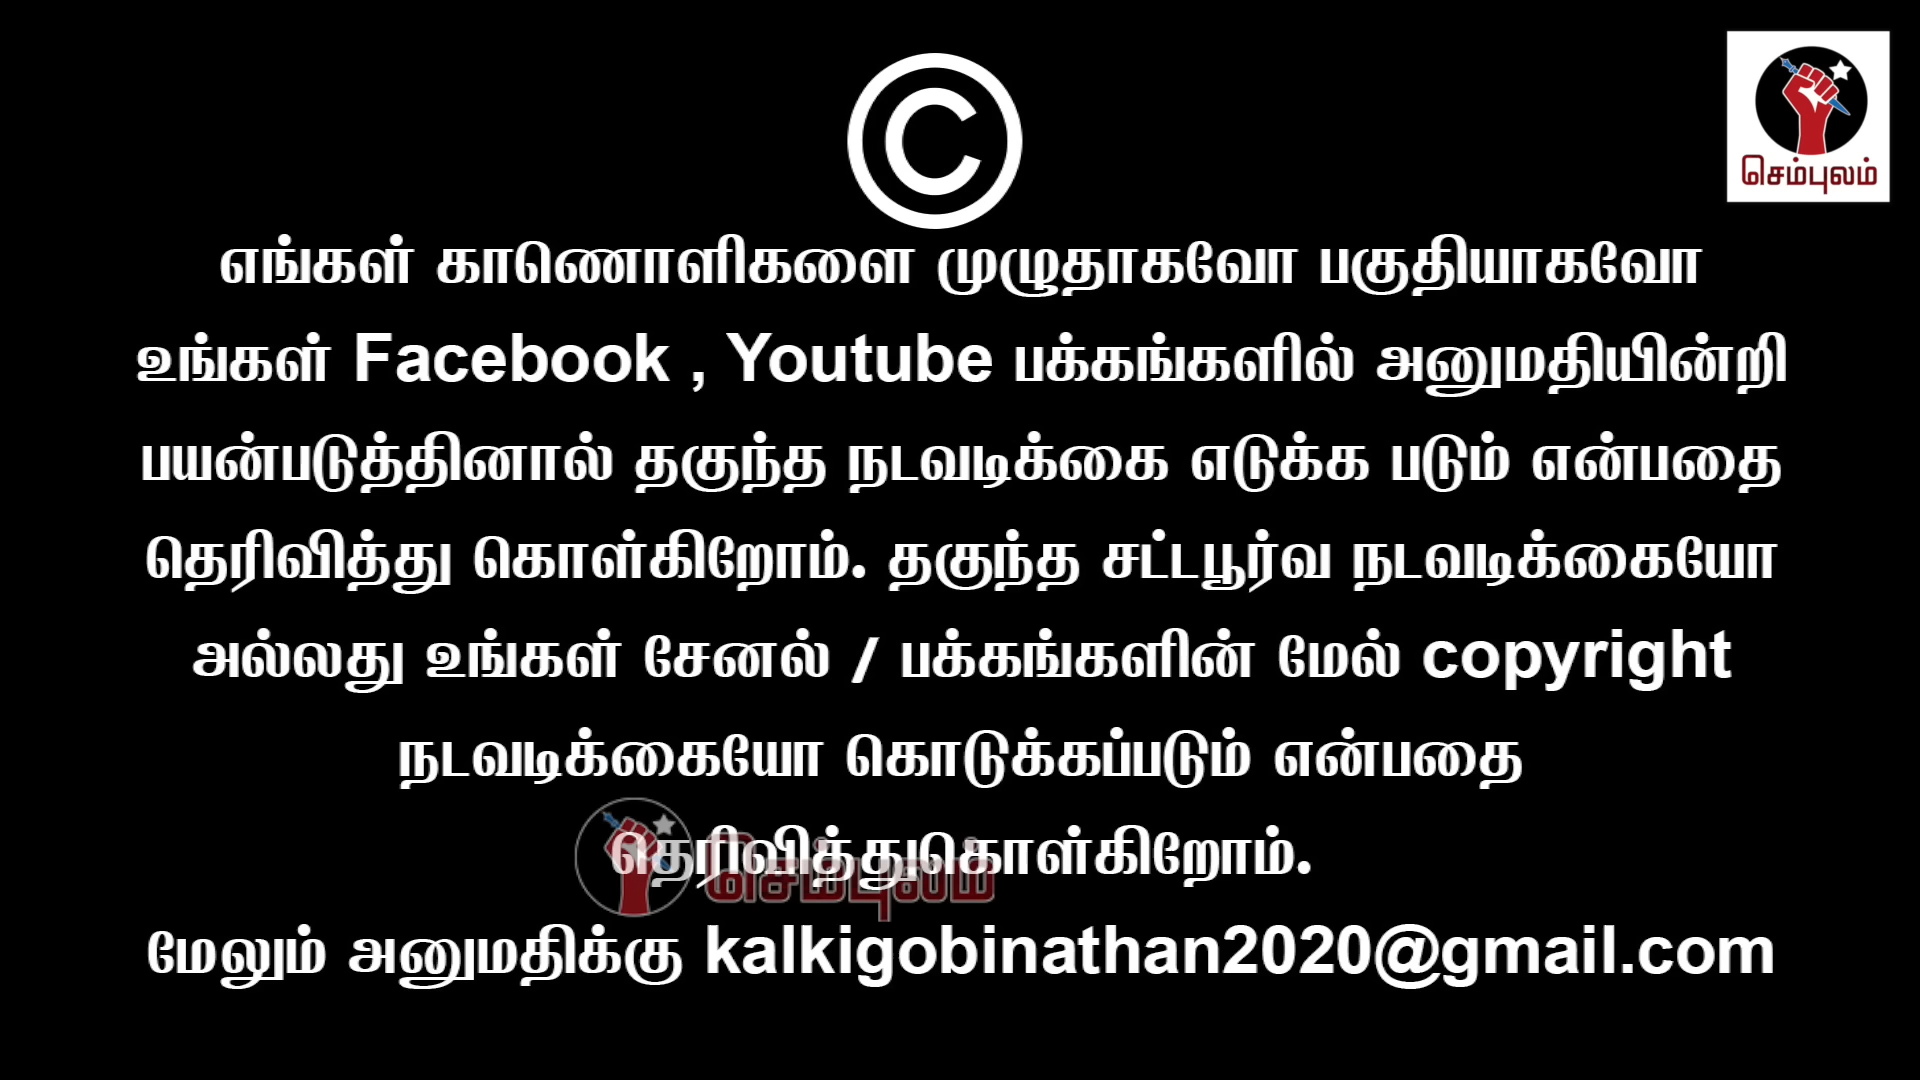 ©
செம்புலம்
எங்கள் காணொளிகளை முழுதாகவோ பகுதியாகவோ
உங்கள் Facebook , Youtube பக்கங்களில் அனுமதியின்றி
பயன்படுத்தினால் தகுந்த நடவடிக்கை எடுக்க படும் என்பதை
தெரிவித்து கொள்கிறோம். தகுந்த சட்டபூர்வ நடவடிக்கையோ
அல்லது உங்கள் சேனல் / பக்கங்களின் மேல் copyright
நடவடிக்கையோ கொடுக்கப்படும் என்பதை
தெரிவித்துகொள்கிறோம்.
செம்புலம்
மேலும் அனுமதிக்கு kalkigobinathan2020@gmail.com